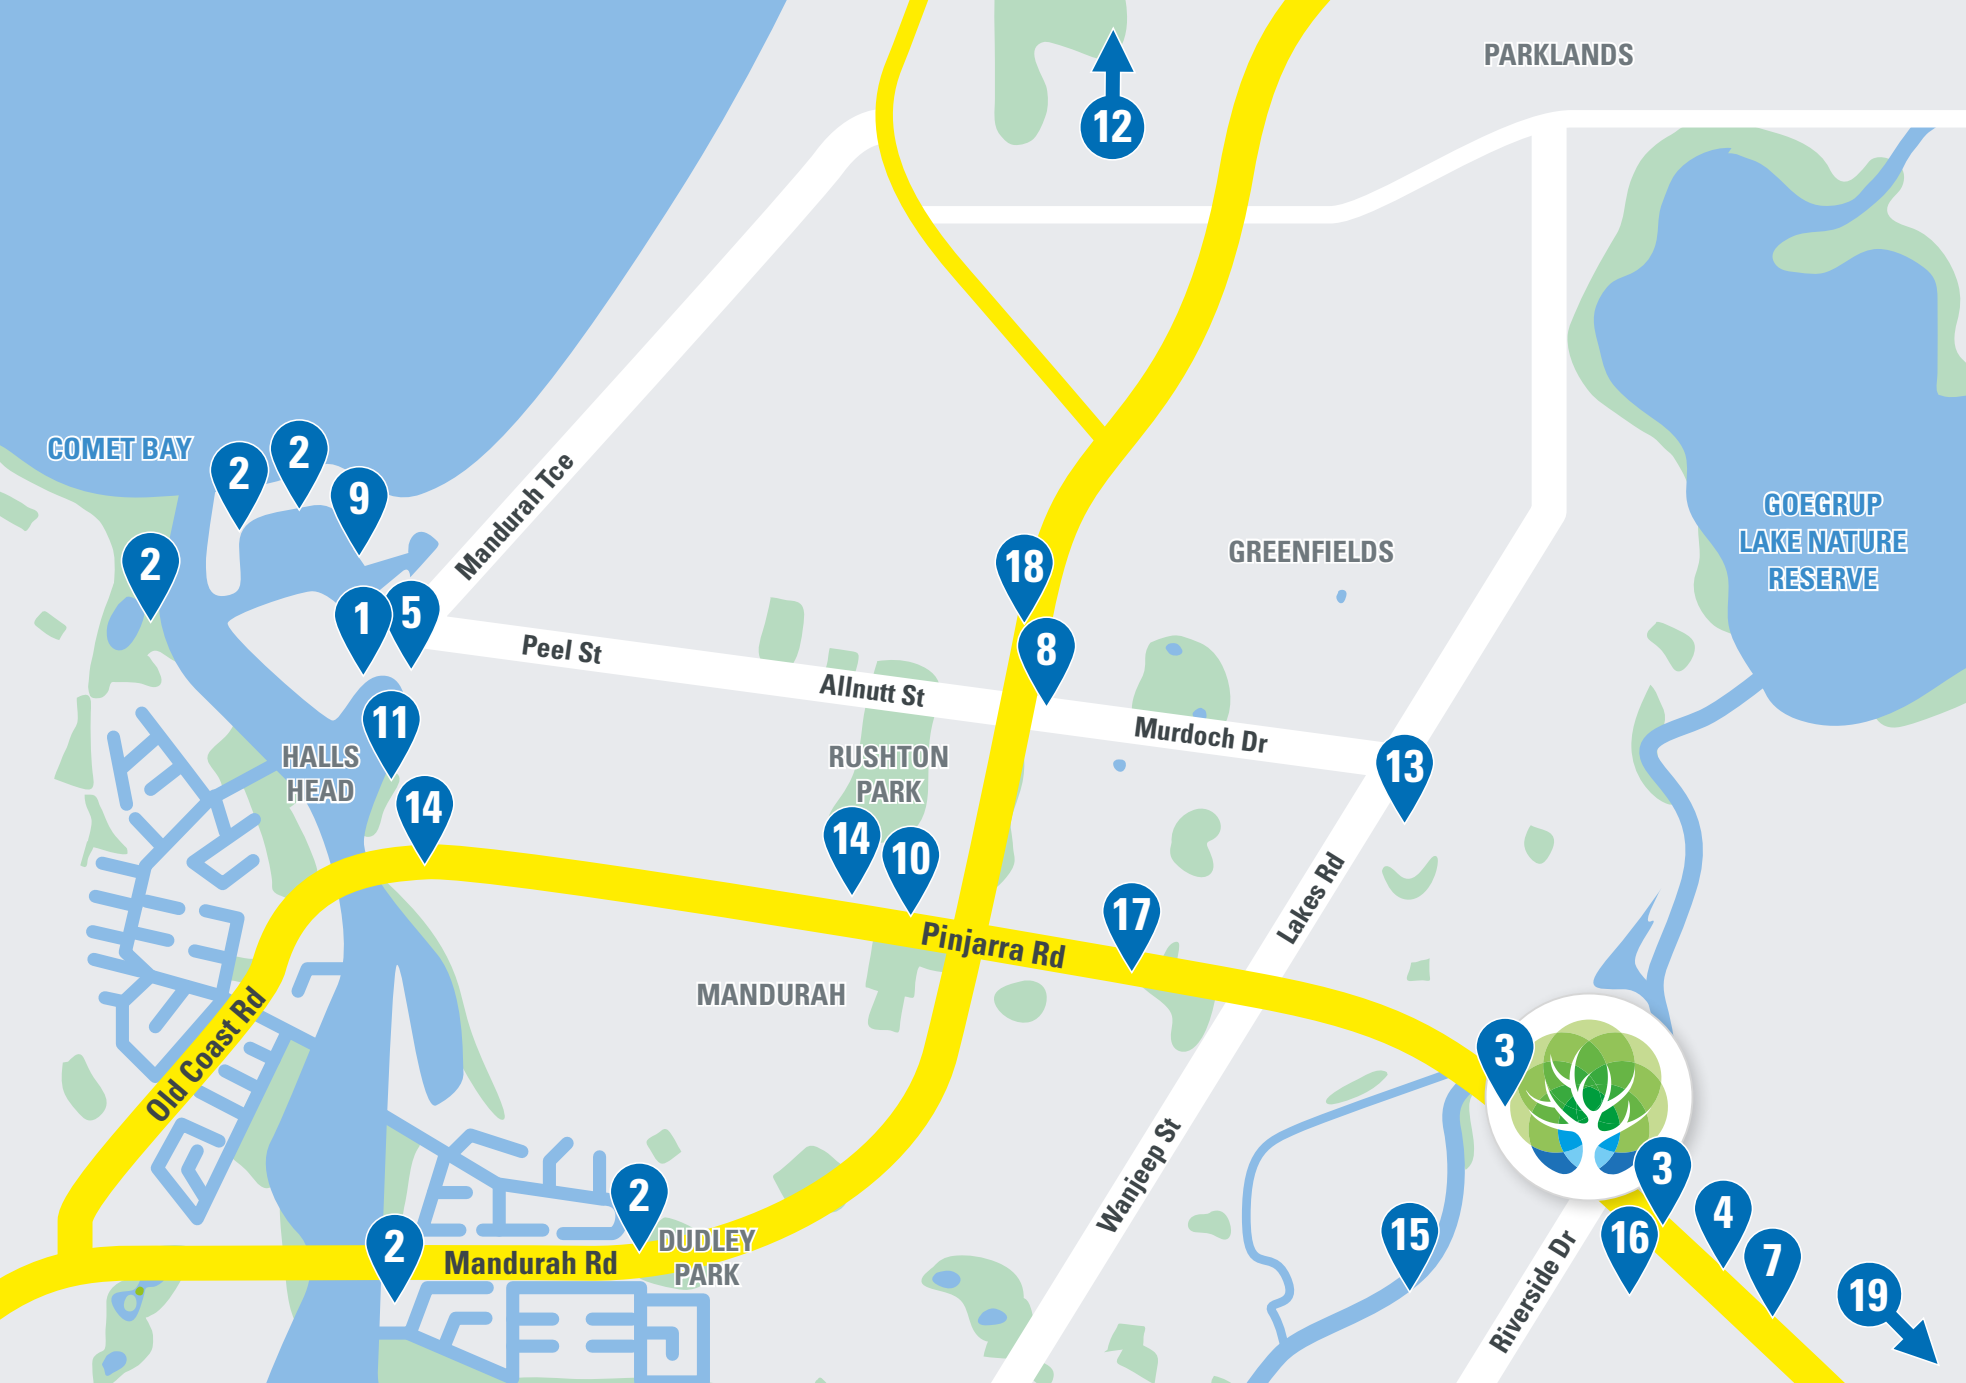 PARKLANDS
12
COMET BAY
2
2
9
Mandurah Tce
GOEGRUP
LAKE NATURE
RESERVE
2
18
GREENFIELDS
1
5
Peel St
8
Allnutt St
Murdoch Dr
11
HALLS
HEAD
RUSHTON
PARK
13
14
14
10
17
Lakes Rd
Pinjarra Rd
MANDURAH
Old Coast Rd
3
Wanjeep St
3
2
4
15
16
2
DUDLEY
PARK
Mandurah Rd
7
Riverside Dr
19